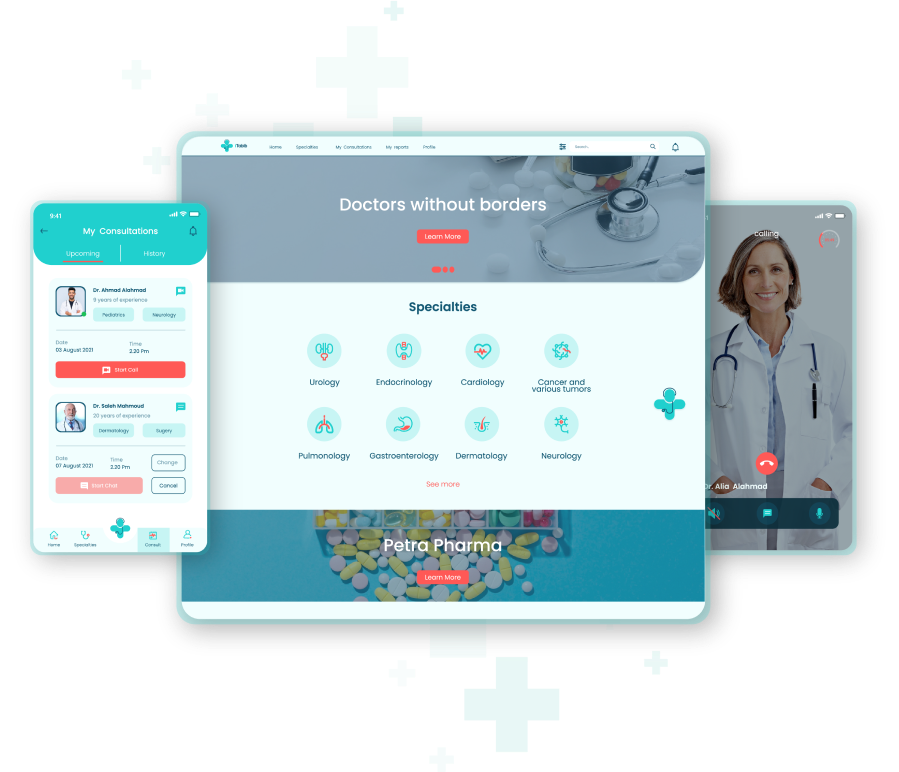 iTabib
Home
Specialties
My Consultations
My reports
Profile
Search...
Doctors without borders
Learn More
Specialties
Urology
Endocrinology
Cardiology
Cancer and
various tumors
Pulmonology
Gastroenterology
Dermatology
Neurology
See more
Petra Pharma
Learn More
9:41
My Consultations
Upcoming
History
Dr. Ahmad Alahmad
9 years of experience
Pediatrics
Neurology
Date
Time
03 August 2021
2.20 Pm
Start Call
Dr. Saleh Mahmoud
20 years of experience
Dermatology
Sugery
Date
Time
07 August 2021
2.20 Pm
Change
Start Chat
Cancel
Home
Specialties
Consult
Profile
calling
Dr. Alia Alahmad